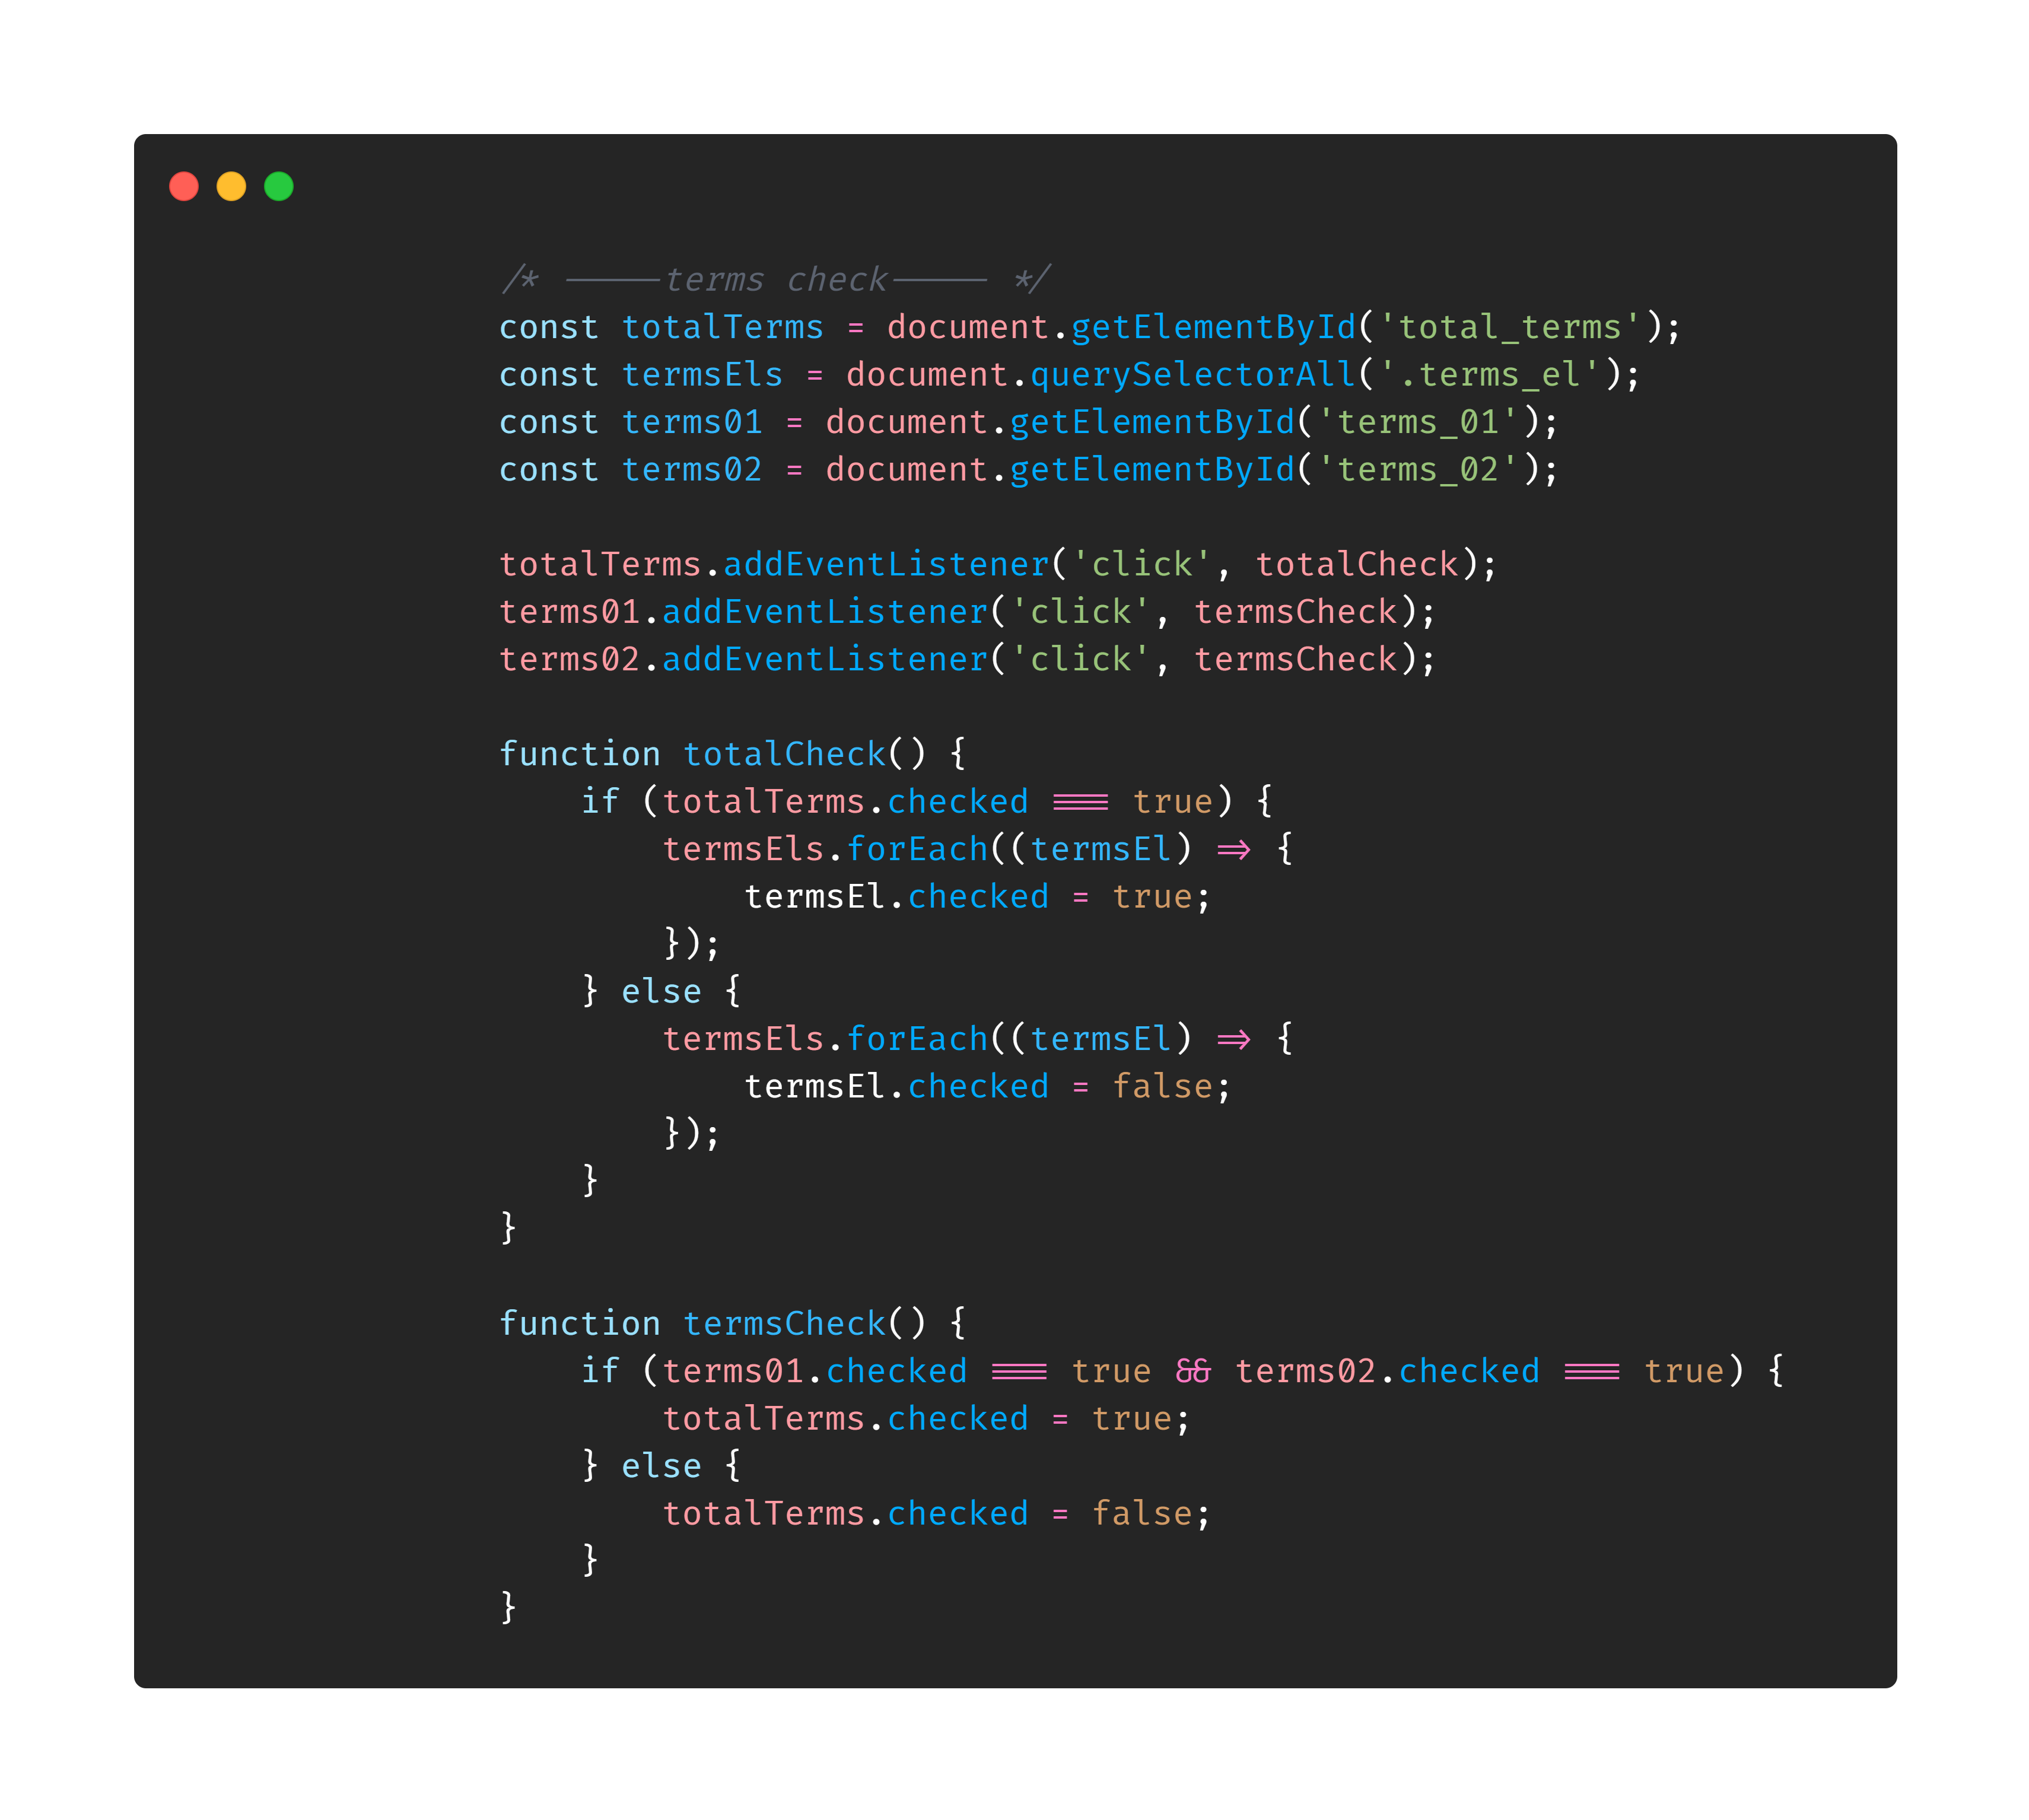 /* -----terms check----- */
const totalTerms = document.getElementById('total_terms');
const termsEls = document.querySelectorAll('.terms_el');
const terms01 = document.getElementById('terms_01');
const terms02 = document.getElementById('terms_02');

totalTerms.addEventListener('click', totalCheck);
terms01.addEventListener('click', termsCheck);
terms02.addEventListener('click', termsCheck);

function totalCheck() {
    if (totalTerms.checked === true) {
        termsEls.forEach((termsEl) => {
            termsEl.checked = true;
        });
    } else {
        termsEls.forEach((termsEl) => {
            termsEl.checked = false;
        });
    }
}

function termsCheck() {
    if (terms01.checked === true && terms02.checked === true) {
        totalTerms.checked = true;
    } else {
        totalTerms.checked = false;
    }
}